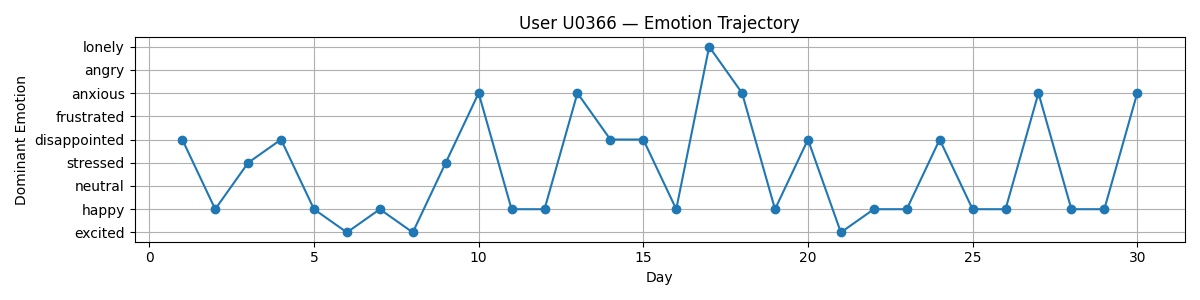 User U0366 — Emotion Trajectory
Dominant Emotion
lonely
angry
anxious
frustrated
disappointed
stressed
neutral
happy
excited
0 5 10 15 20 25 30
Day